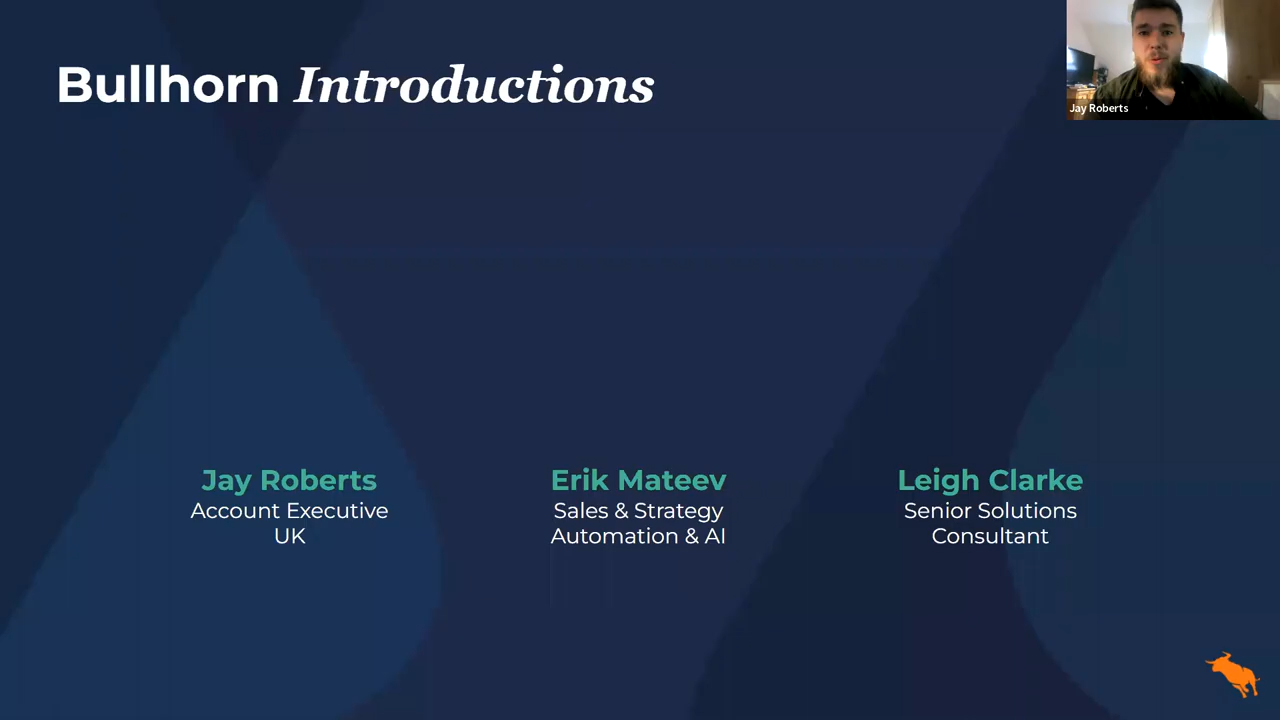 Bullhorn Introductions
Jay Roberts
Jay Roberts
Account Executive
UK
Erik Mateev
Sales & Strategy
Automation & AI
Leigh Clarke
Senior Solutions
Consultant